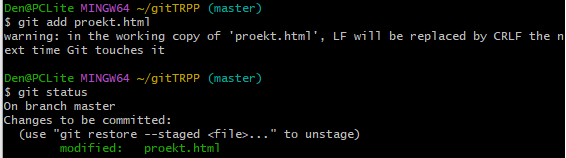 Den@PCLite MINGW64 ~/gitTRPP (master)
$ git add proekt.html
warning: in the working copy of 'proekt.html', LF will be replaced by CRLF the n
ext time Git touches it

Den@PCLite MINGW64 ~/gitTRPP (master)
$ git status
On branch master
Changes to be committed:
  (use "git restore --staged <file>..." to unstage)
        modified:   proekt.html